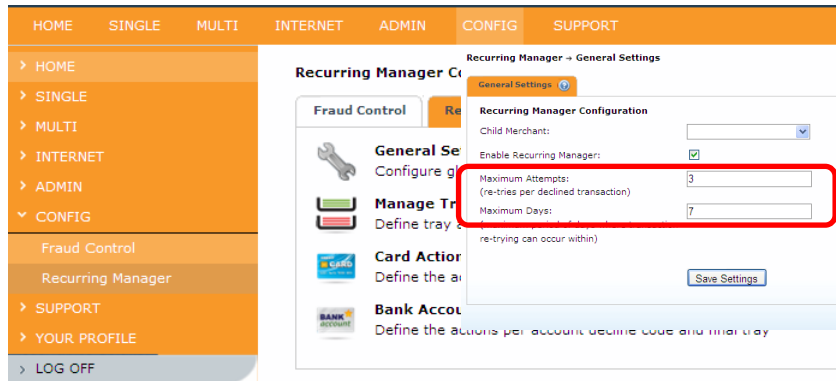 HOME SINGLE MULTI INTERNET ADMIN CONFIG SUPPORT
> HOME
> SINGLE
> MULTI
> INTERNET
> ADMIN
CONFIG
Fraud Control
Recurring Manager
> SUPPORT
> YOUR PROFILE
> LOG OFF
Recurring Manager Co
Fraud Control Re
General Se
Configure gl
Manage Tr
Define tray a
CARD
Card Action
Define the ac
BANK
account
Bank Accou
Define the actions per account decline code and final tray
Recurring Manager → General Settings
General Settings
Recurring Manager Configuration
Child Merchant:
Enable Recurring Manager:
Maximum Attempts: 3
(re-tries per declined transaction)
Maximum Days: 7
re-trying can occur within)
Save Settings